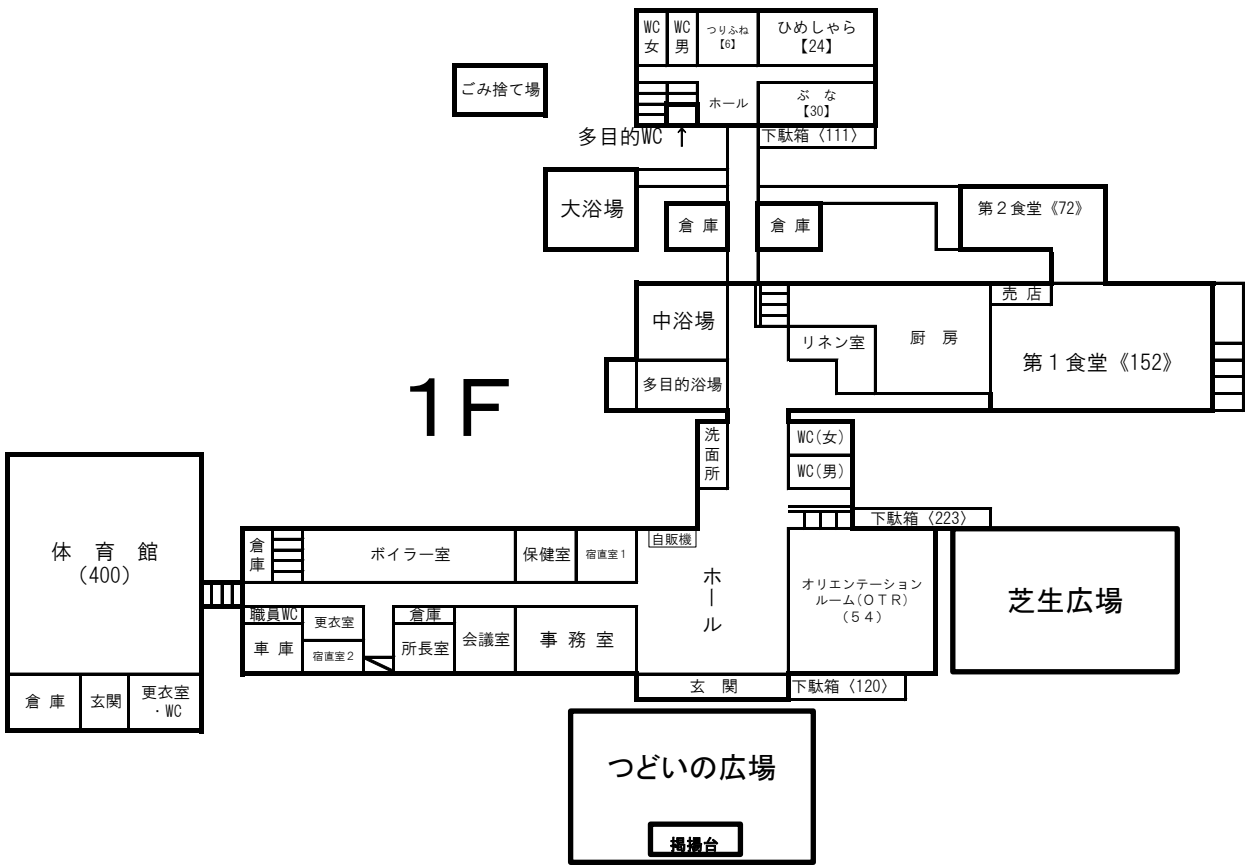 WC
女
WC
男
つりふね
【6】
ひめしゃら
【24】
ごみ捨て場
ホール
ぶ な
【30】
多目的WC ↑
下駄箱〈111〉
大浴場
倉 庫
倉 庫
第２食堂《72》
売 店
中浴場
リネン室
厨 房
第１食堂《152》
多目的浴場
1F
洗面所
WC(女)
WC(男)
下駄箱〈223〉
体 育 館
(400)
倉庫
ボイラー室
保健室
宿直室１
自販機
ホール
オリエンテーション
ルーム(ＯＴＲ)
(５４)
芝生広場
職員WC
更衣室
倉庫
車 庫
宿直室２
所長室
会議室
事 務 室
倉 庫
玄関
更衣室
・WC
玄 関
下駄箱〈120〉
つどいの広場
掲揚台